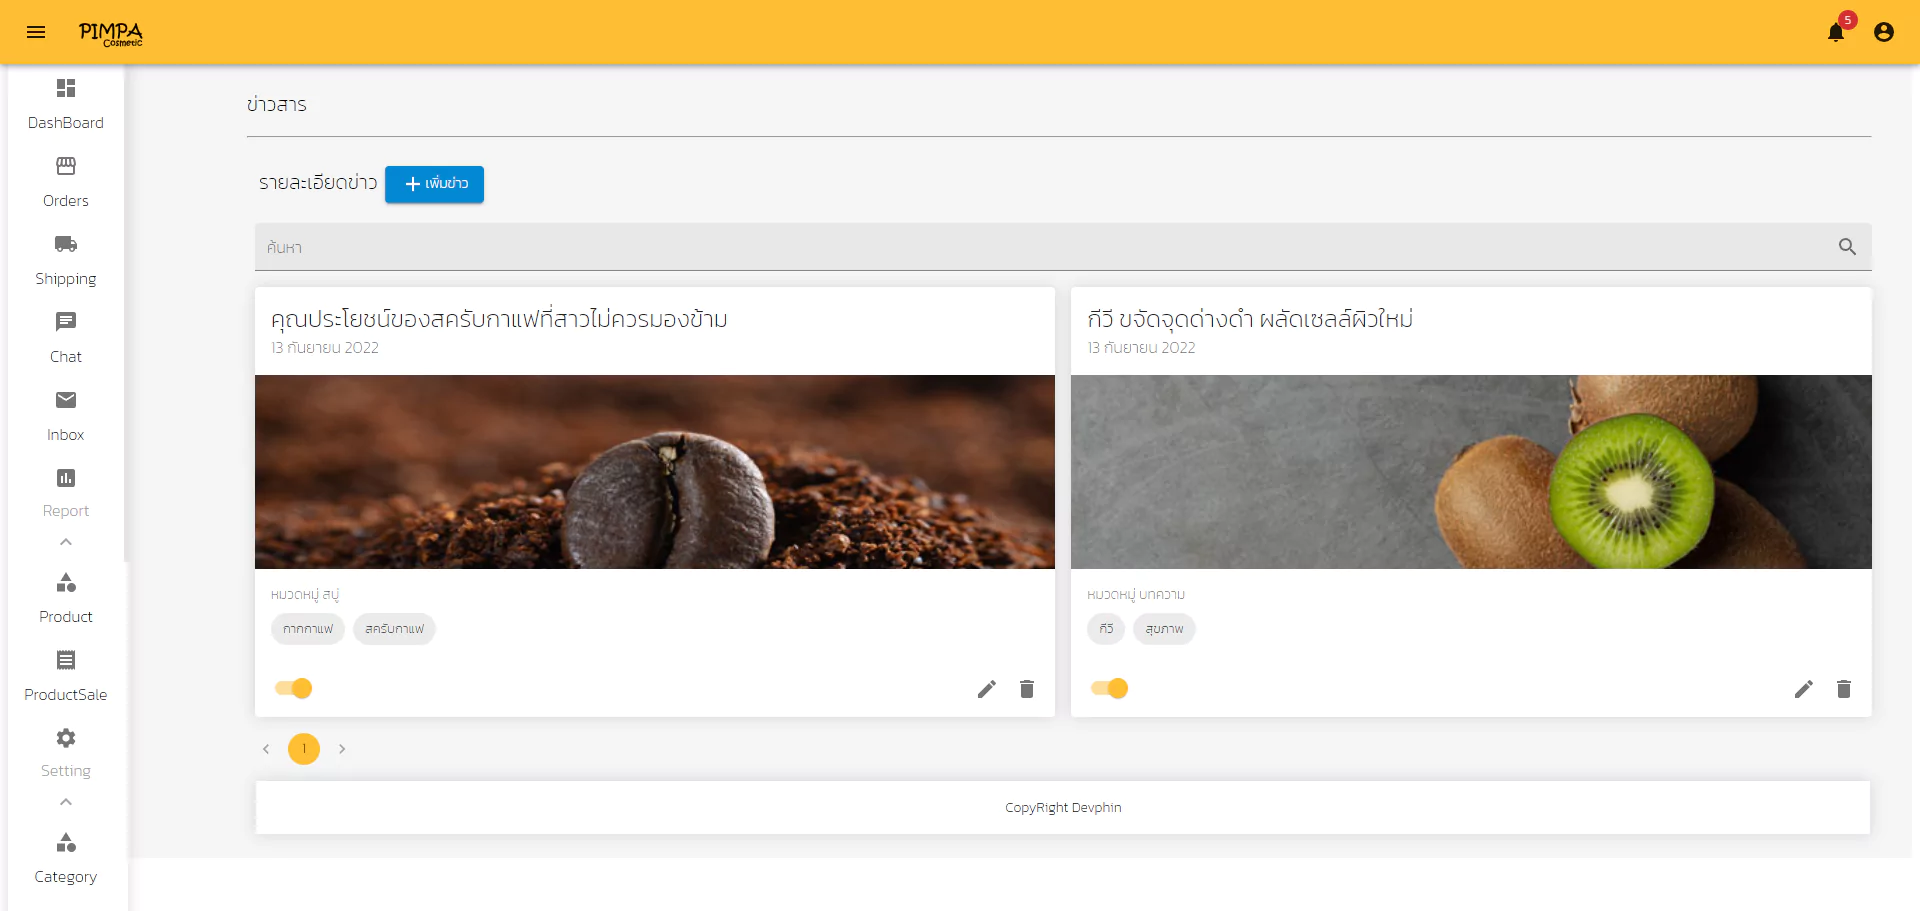 PIMPA
Cosmetic
5
DashBoard
Orders
Shipping
Chat
Inbox
Report
Product
ProductSale
Setting
Category
ข่าวสาร
รายละเอียดข่าว
เพิ่มข่าว
ค้นหา
คุณประโยชน์ของสครับกาแฟที่สาวไม่ควรมองข้าม
13 กันยายน 2022
หมวดหมู่ สบู่
กากกาแฟ สครับกาแฟ
กีวี ขจัดจุดด่างดำ ผลัดเซลล์ผิวใหม่
13 กันยายน 2022
หมวดหมู่ บทความ
กีวี สุขภาพ
1
CopyRight Devphin